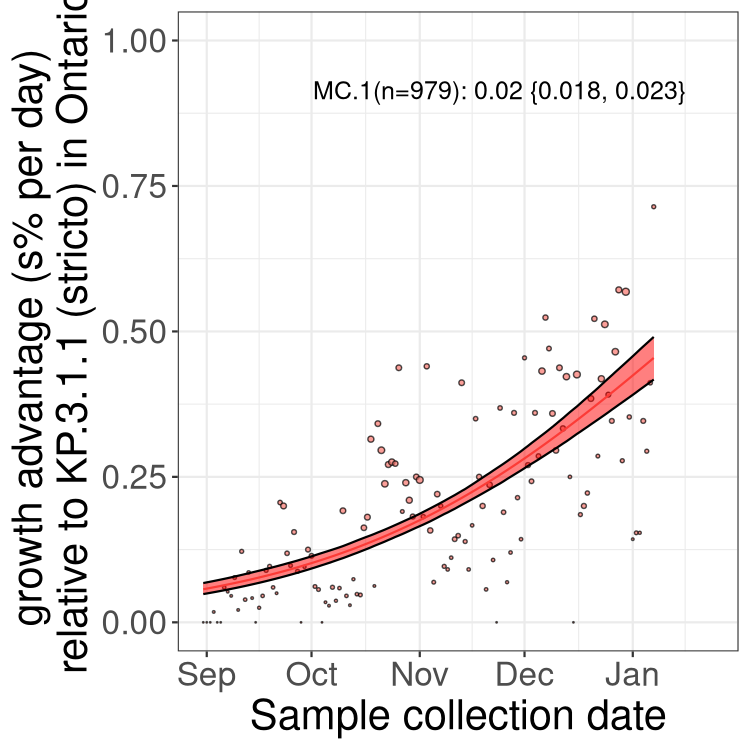 growth advantage (s% per day)
relative to KP.3.1.1 (stricto) in Ontario
1.00
0.75
0.50
0.25
0.00
MC.1(n=979): 0.02 {0.018, 0.023}
Sep Oct Nov Dec Jan
Sample collection date